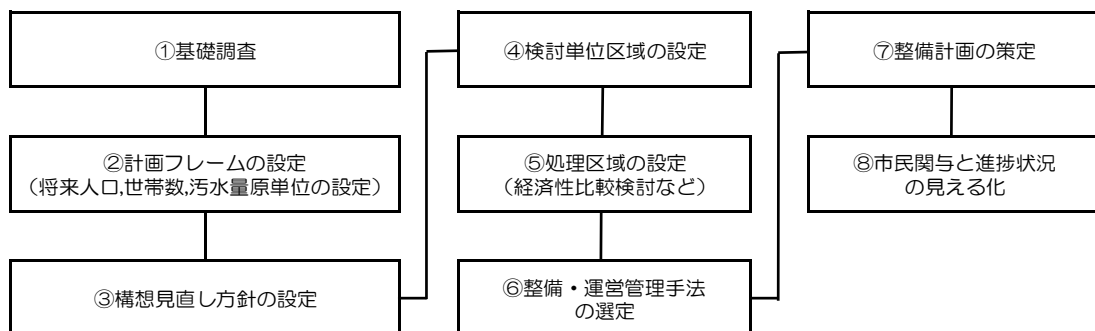 ①基礎調査
②計画フレームの設定
（将来人口,世帯数,汚水量原単位の設定）
③構想見直し方針の設定
④検討単位区域の設定
⑤処理区域の設定
（経済性比較検討など）
⑥整備・運営管理手法
の選定
⑦整備計画の策定
⑧市民関与と進捗状況
の見える化